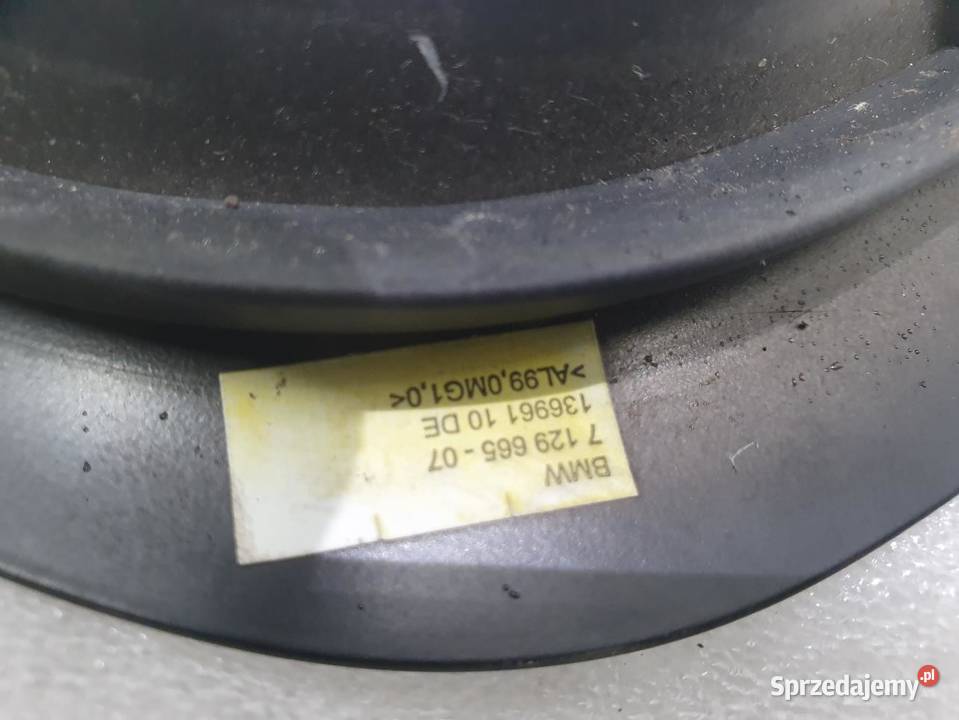 BMW
7 129 665 - 07
136961 10 DE
>AL99,0MG1,0<
Sprzedajemy.pl